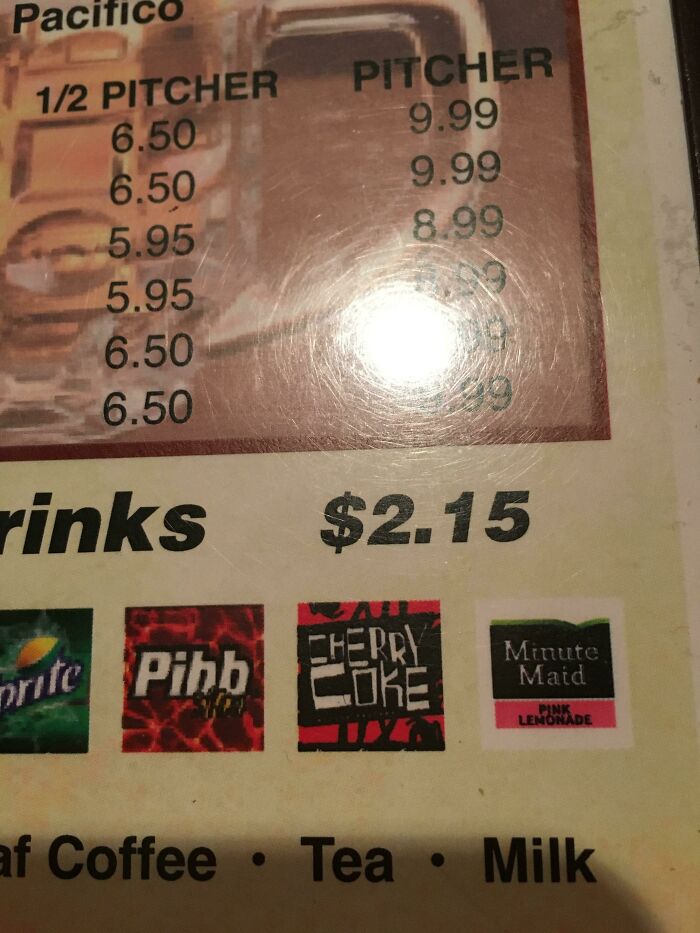 Pacifico
1/2 PITCHER PITCHER
6.50 9.99
6.50 9.99
5.95 8.99
5.95
6.50
6.50
rinks $2.15
prite
Pibb
CHERRY
COKE
Minute
Maid
PINK
LEMONADE
af Coffee • Tea • Milk